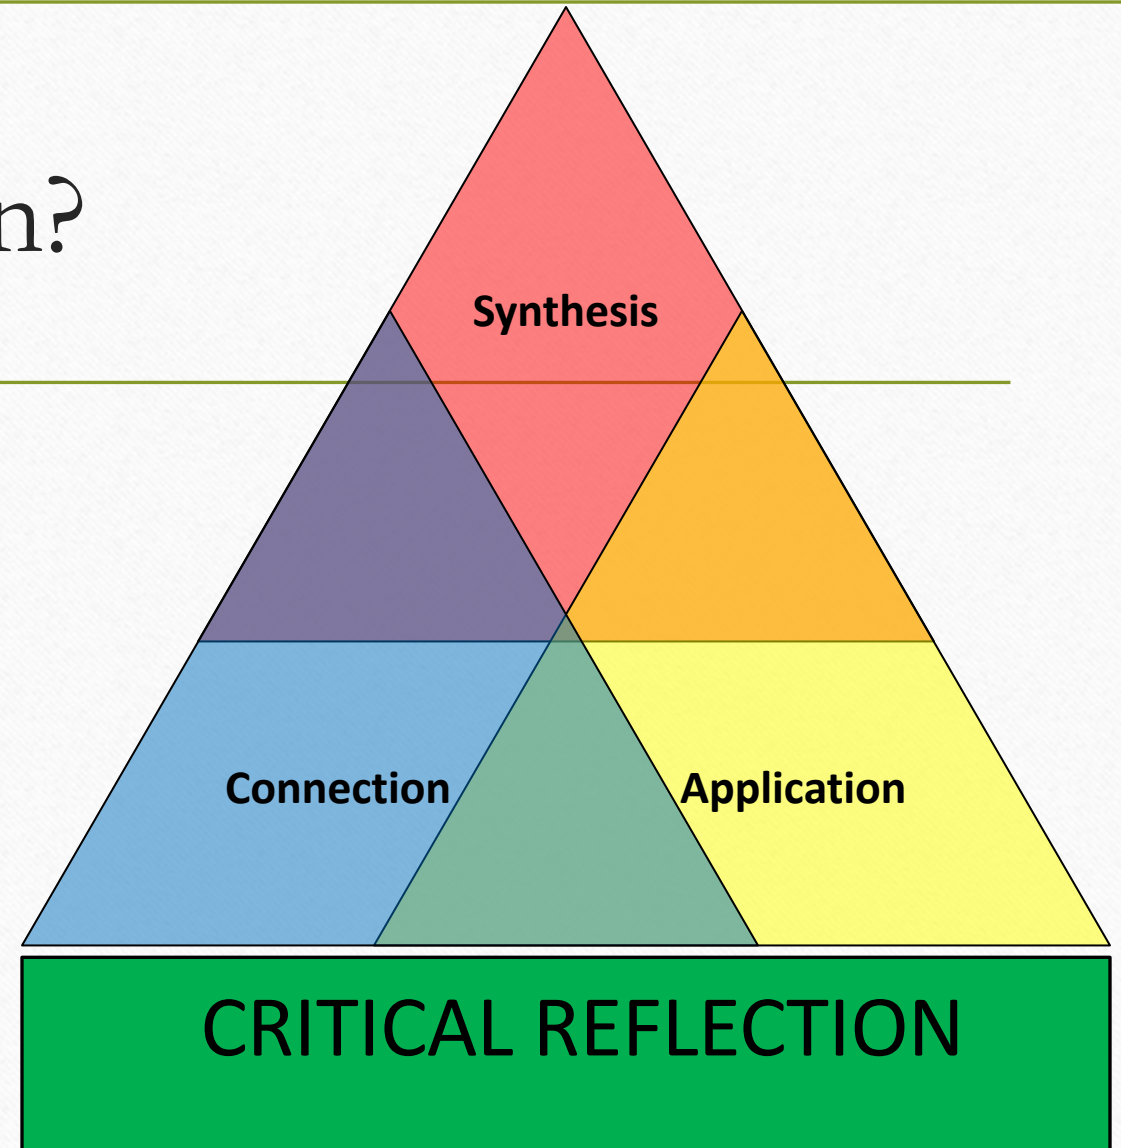 n?
Synthesis
Connection
Application
CRITICAL REFLECTION